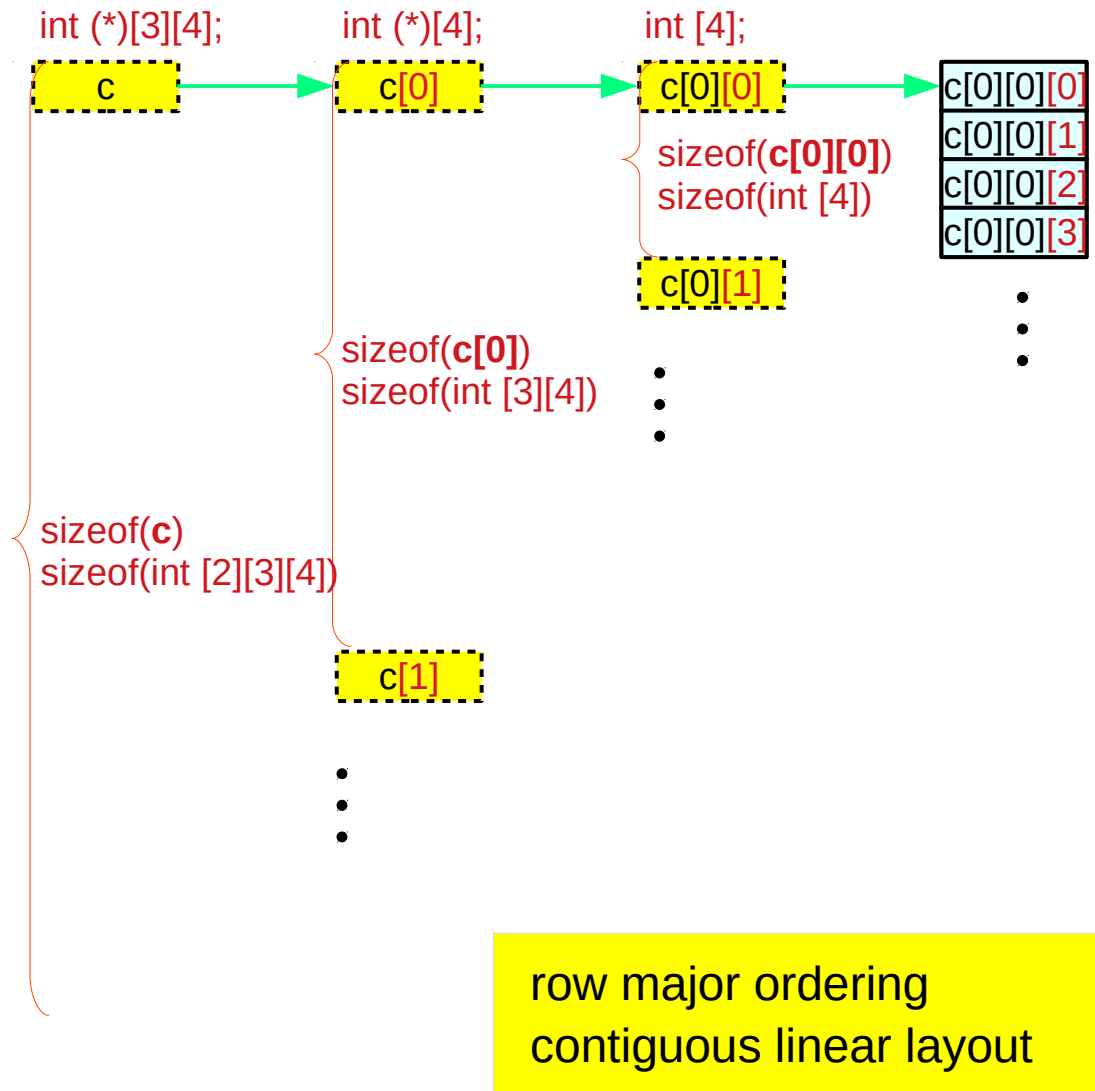 int (*)[3][4];
int (*)[4];
int [4];
c
c[0]
c[0][0]
c[0][0][0]
c[0][0][1]
c[0][0][2]
c[0][0][3]
sizeof(c[0][0])
sizeof(int [4])
c[0][1]
sizeof(c[0])
sizeof(int [3][4])
sizeof(c)
sizeof(int [2][3][4])
c[1]
row major ordering
contiguous linear layout